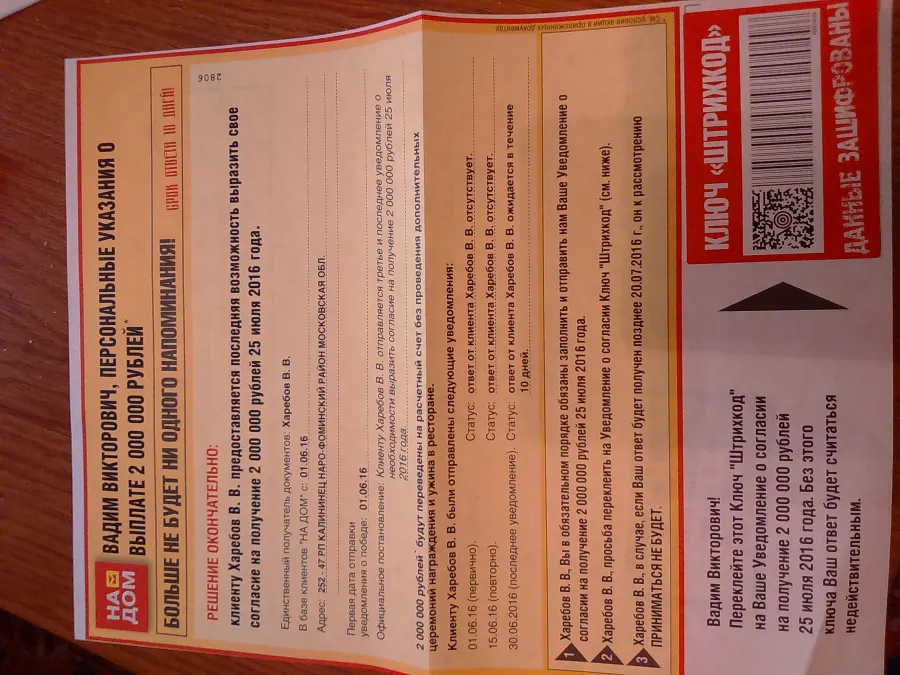 НА ДОМ
ВАДИМ ВИКТОРОВИЧ, ПЕРСОНАЛЬНЫЕ УКАЗАНИЯ О
ВЫПЛАТЕ 2 000 000 РУБЛЕЙ*
БОЛЬШЕ НЕ БУДЕТ НИ ОДНОГО НАПОМИНАНИЯ!
СРОК ОТВЕТА 10 ДНЕЙ!
2806
РЕШЕНИЕ ОКОНЧАТЕЛЬНО:
клиенту Харебов В. В. предоставляется последняя возможность выразить свое
согласие на получение 2 000 000 рублей 25 июля 2016 года.
Единственный получатель документов: Харебов В. В.
В базе клиентов "НА ДОМ" с: 01.06.16
Адрес: 252 - 47 РП КАЛИНИНЕЦ НАРО-ФОМИНСКИЙ РАЙОН МОСКОВСКАЯ ОБЛ.
Первая дата отправки
уведомления о победе: 01.06.16
Официальное постановление: Клиенту Харебов В. В. отправляется третье и последнее уведомление о
необходимости выразить согласие на получение 2 000 000 рублей 25 июля
2016 года.
2 000 000 рублей* будут переведены на расчетный счет без проведения дополнительных
церемоний награждения и ужина в ресторане.
Клиенту Харебов В. В. были отправлены следующие уведомления:
01.06.16 (первично). Статус: ответ от клиента Харебов В. В. отсутствует.
15.06.16 (повторно). Статус: ответ от клиента Харебов В. В. отсутствует.
30.06.2016 (последнее уведомление). Статус: ответ от клиента Харебов В. В. ожидается в течение
10 дней.
* См. условия акции в приложенных документах
1 Харебов В. В., Вы в обязательном порядке обязаны заполнить и отправить нам Ваше Уведомление о
согласии на получение 2 000 000 рублей 25 июля 2016 года.
2 Харебов В. В., просьба переклеить на Уведомление о согласии Ключ "Штрихкод" (см. ниже).
3 Харебов В. В., в случае, если Ваш ответ будет получен позднее 20.07.2016 г., он к рассмотрению
ПРИНИМАТЬСЯ НЕ БУДЕТ.
Вадим Викторович!
Переклейте этот Ключ "Штрихкод"
на Ваше Уведомление о согласии
на получение 2 000 000 рублей
25 июля 2016 года. Без этого
ключа Ваш ответ будет считаться
недействительным.
КЛЮЧ «ШТРИХКОД»
ДАННЫЕ ЗАШИФРОВАНЫ